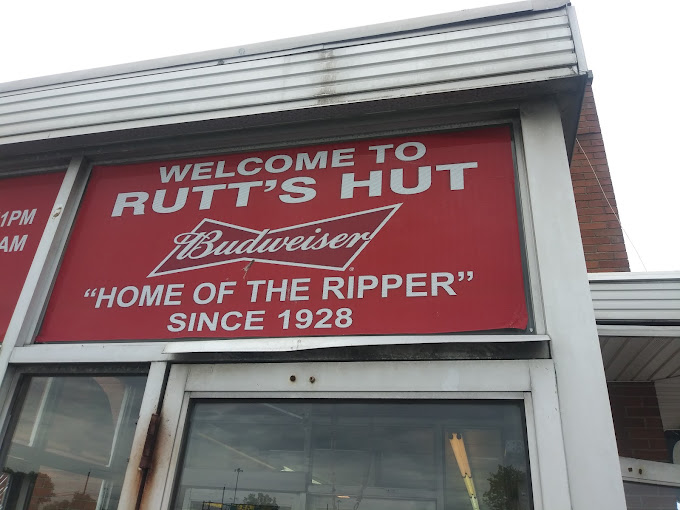 1PM
AM
WELCOME TO
RUTT'S HUT
Budweiser
"HOME OF THE RIPPER"
SINCE 1928